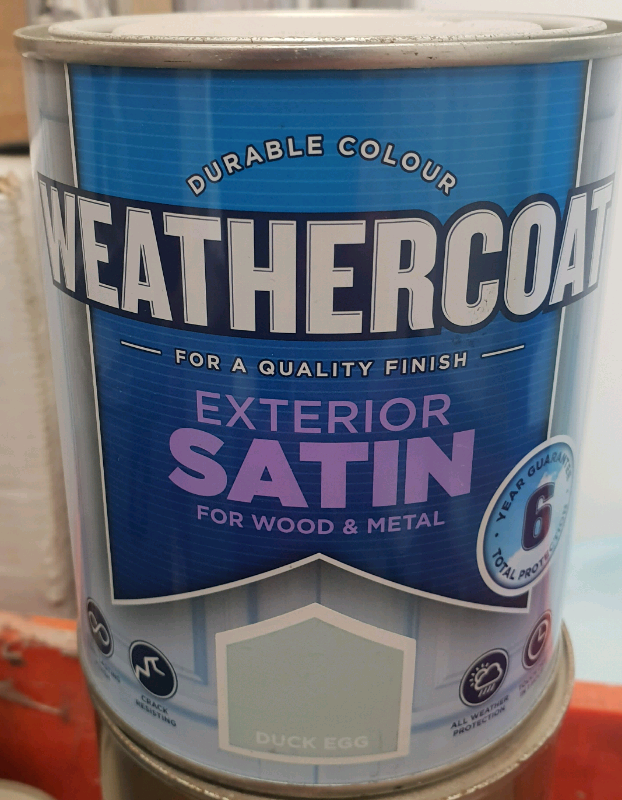 DURABLE COLOUR
WEATHERCOAT
FOR A QUALITY FINISH
EXTERIOR
SATIN
FOR WOOD & METAL
YEAR GUARANTEE
6
TOTAL PROTECTION
CRACK
RESISTING
ALL WEATHER
PROTECTION
DUCK EGG